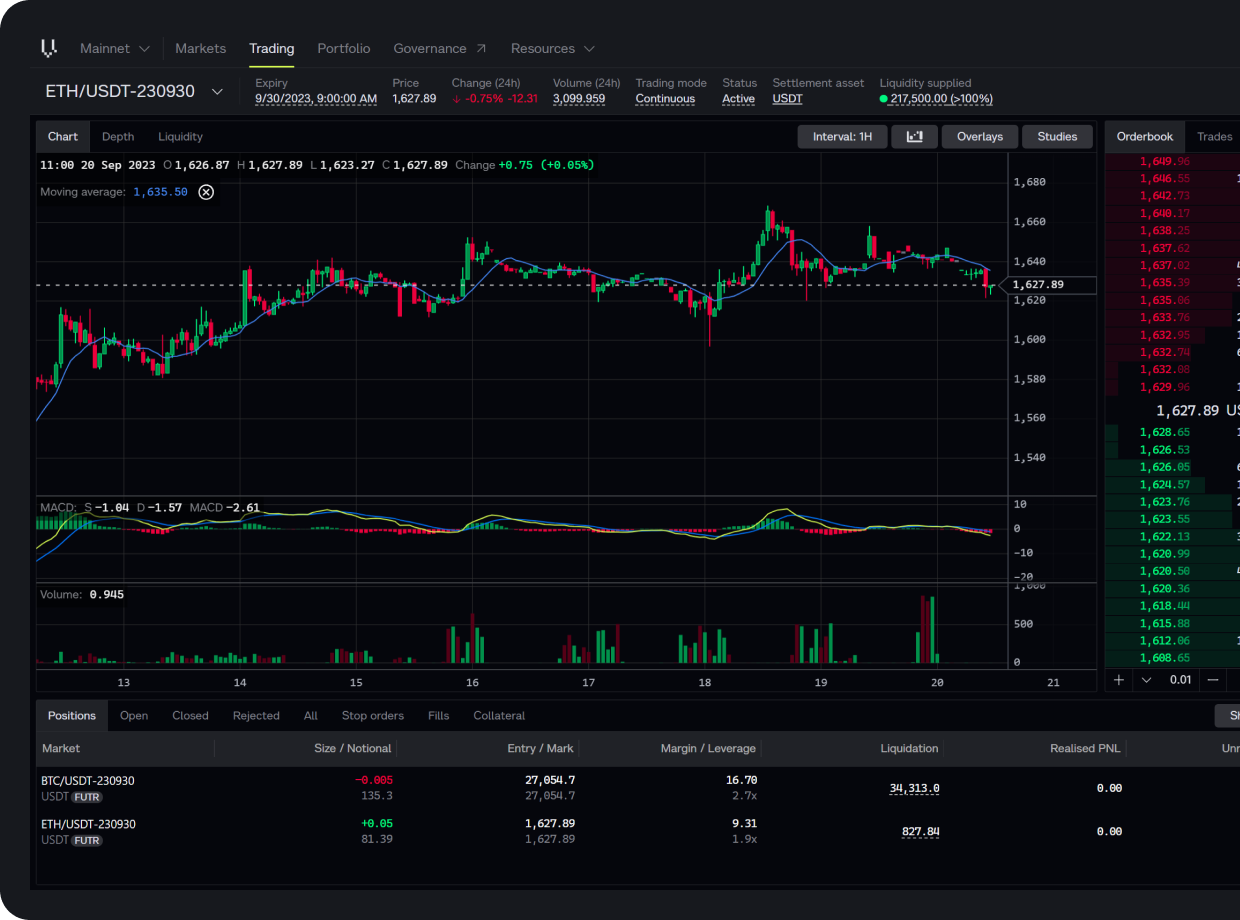 Mainnet Markets Trading Portfolio Governance Resources
ETH/USDT-230930
Expiry Price Change (24h) Volume (24h) Trading mode Status Settlement asset Liquidity supplied
9/30/2023, 9:00:00 AM 1,627.89 ↓ -0.75% -12.31 3,099.959 Continuous Active USDT 217,500.00 (>100%)
Chart Depth Liquidity Interval: 1H Overlays Studies
11:00 20 Sep 2023 O 1,626.87 H 1,627.89 L 1,623.27 C 1,627.89 Change +0.75 (+0.05%)
Moving average: 1,635.50
1,680
1,660
1,640
1,627.89
1,620
1,600
1,580
1,560
1,540
MACD: S −1.04 D −1.57 MACD −2.61
10
0
−10
−20
Volume: 0.945
1,000
500
0
13 14 15 16 17 18 19 20 21
Orderbook Trades
1,649.96
1,646.55
1,642.73
1,640.17
1,638.25
1,637.62
1,637.02
1,635.39
1,635.06
1,633.76
1,632.95
1,632.74
1,632.08
1,629.96
1,627.89
1,628.65
1,626.53
1,626.05
1,624.57
1,623.76
1,623.55
1,622.13
1,620.99
1,620.50
1,620.36
1,618.44
1,615.88
1,612.06
1,608.65
+ 0.01 −
Positions Open Closed Rejected All Stop orders Fills Collateral
Market Size / Notional Entry / Mark Margin / Leverage Liquidation Realised PNL
BTC/USDT-230930 −0.005 27,054.7 16.70 34,313.0 0.00
USDT FUTR 135.3 27,054.7 2.7x
ETH/USDT-230930 +0.05 1,627.89 9.31 827.84 0.00
USDT FUTR 81.39 1,627.89 1.9x